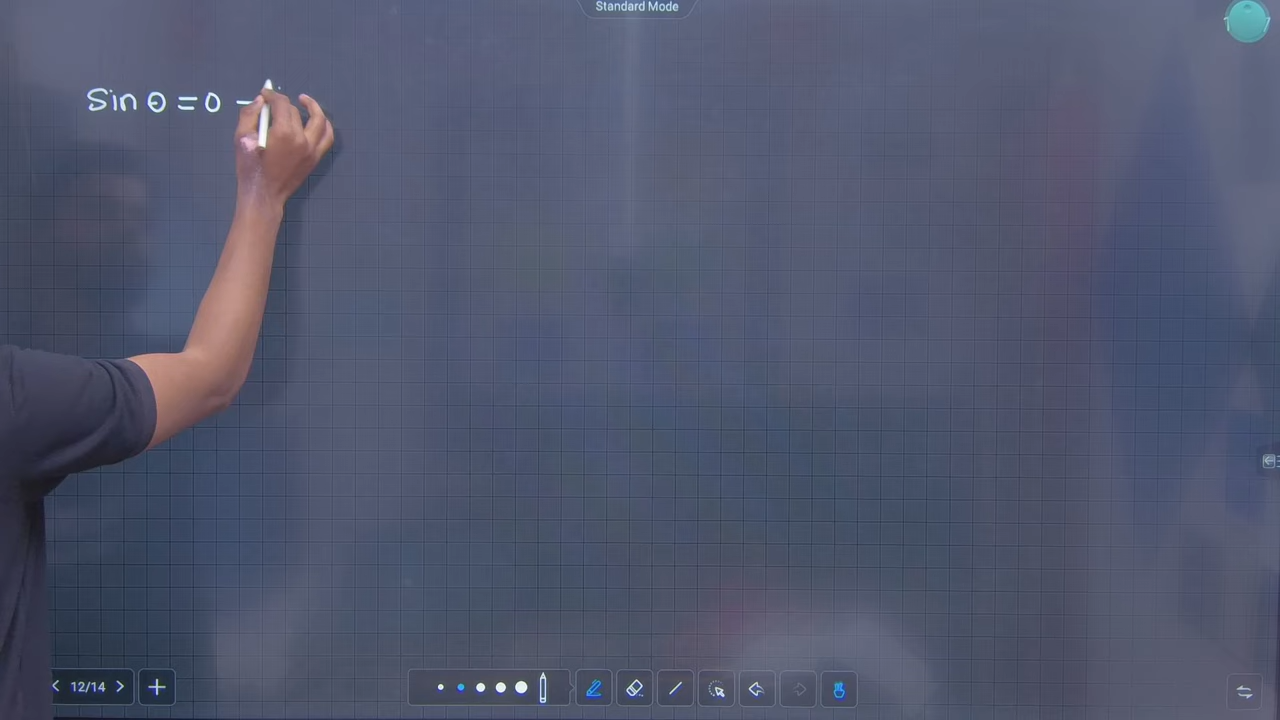 Standard Mode
Sin θ = 0 -
12/14